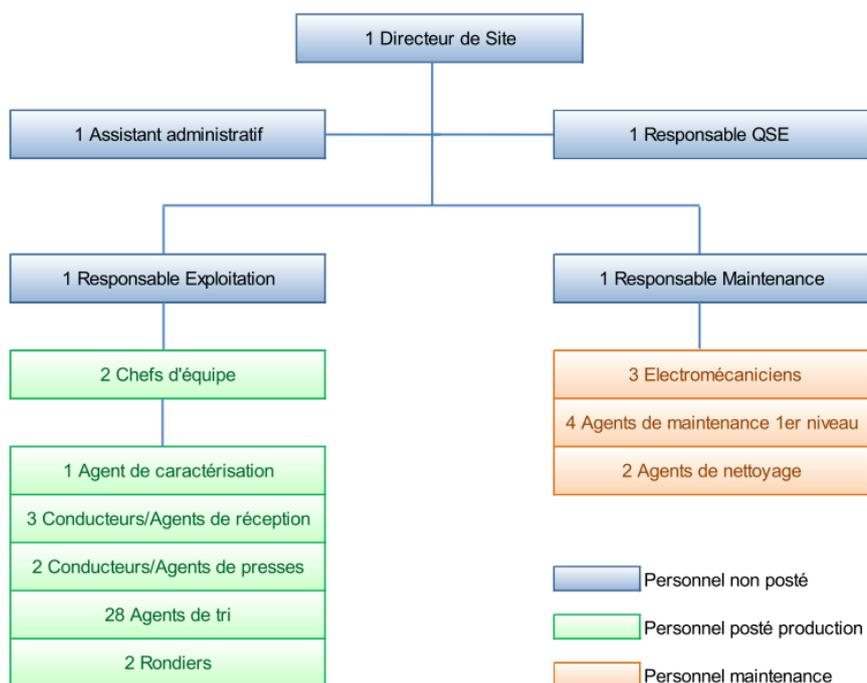 1 Directeur de Site
1 Assistant administratif
1 Responsable QSE
1 Responsable Exploitation
1 Responsable Maintenance
2 Chefs d'équipe
3 Electromécaniciens
4 Agents de maintenance 1er niveau
2 Agents de nettoyage
1 Agent de caractérisation
3 Conducteurs/Agents de réception
2 Conducteurs/Agents de presses
28 Agents de tri
2 Rondiers
Personnel non posté
Personnel posté production
Personnel maintenance